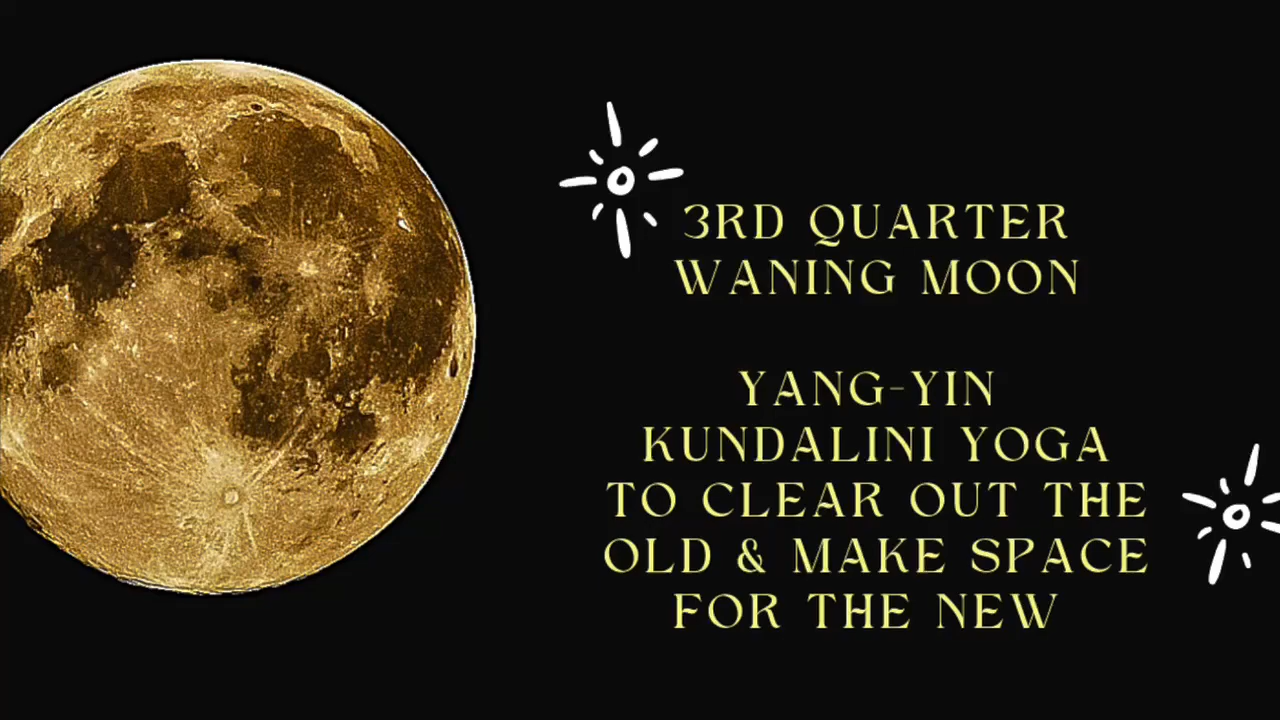 3RD QUARTER
WANING MOON
YANG-YIN
KUNDALINI YOGA
TO CLEAR OUT THE
OLD & MAKE SPACE
FOR THE NEW